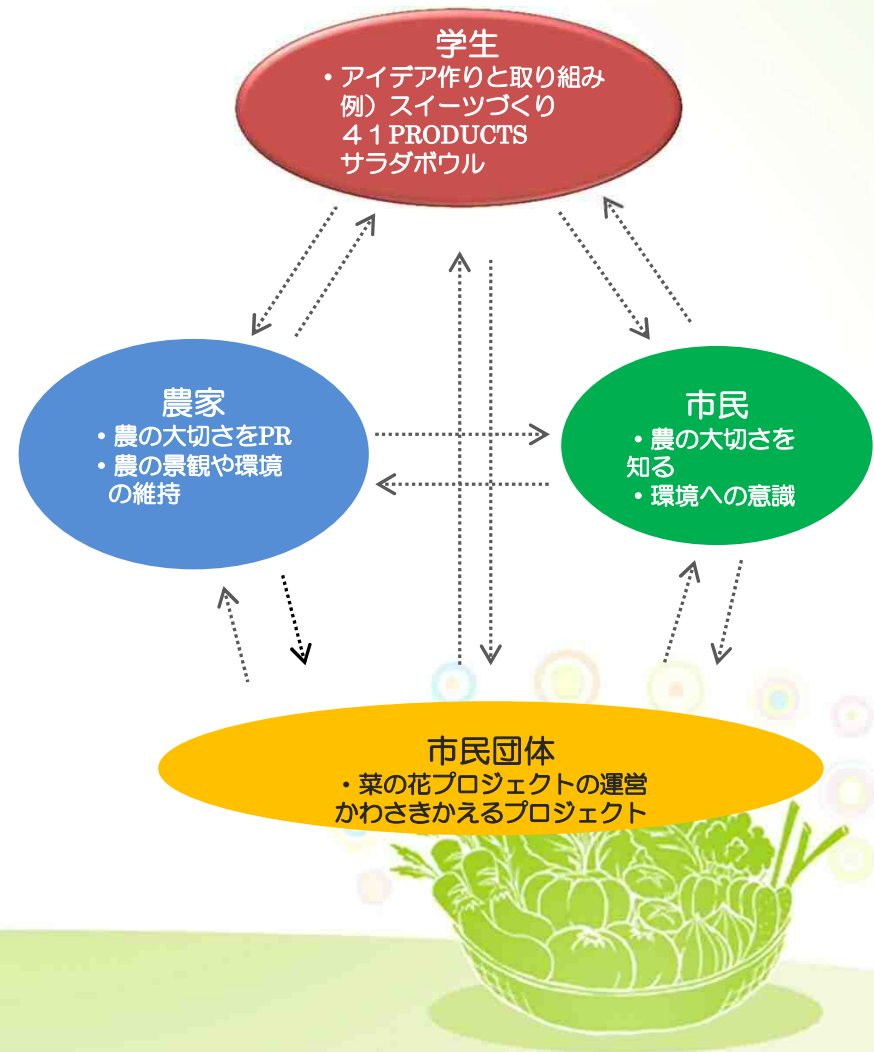 学生
・アイデア作りと取り組み
例）スイーツづくり
４１PRODUCTS
サラダボウル
農家
・農の大切さをPR
・農の景観や環境
の維持
市民
・農の大切さを
知る
・環境への意識
市民団体
・菜の花プロジェクトの運営
かわさきかえるプロジェクト